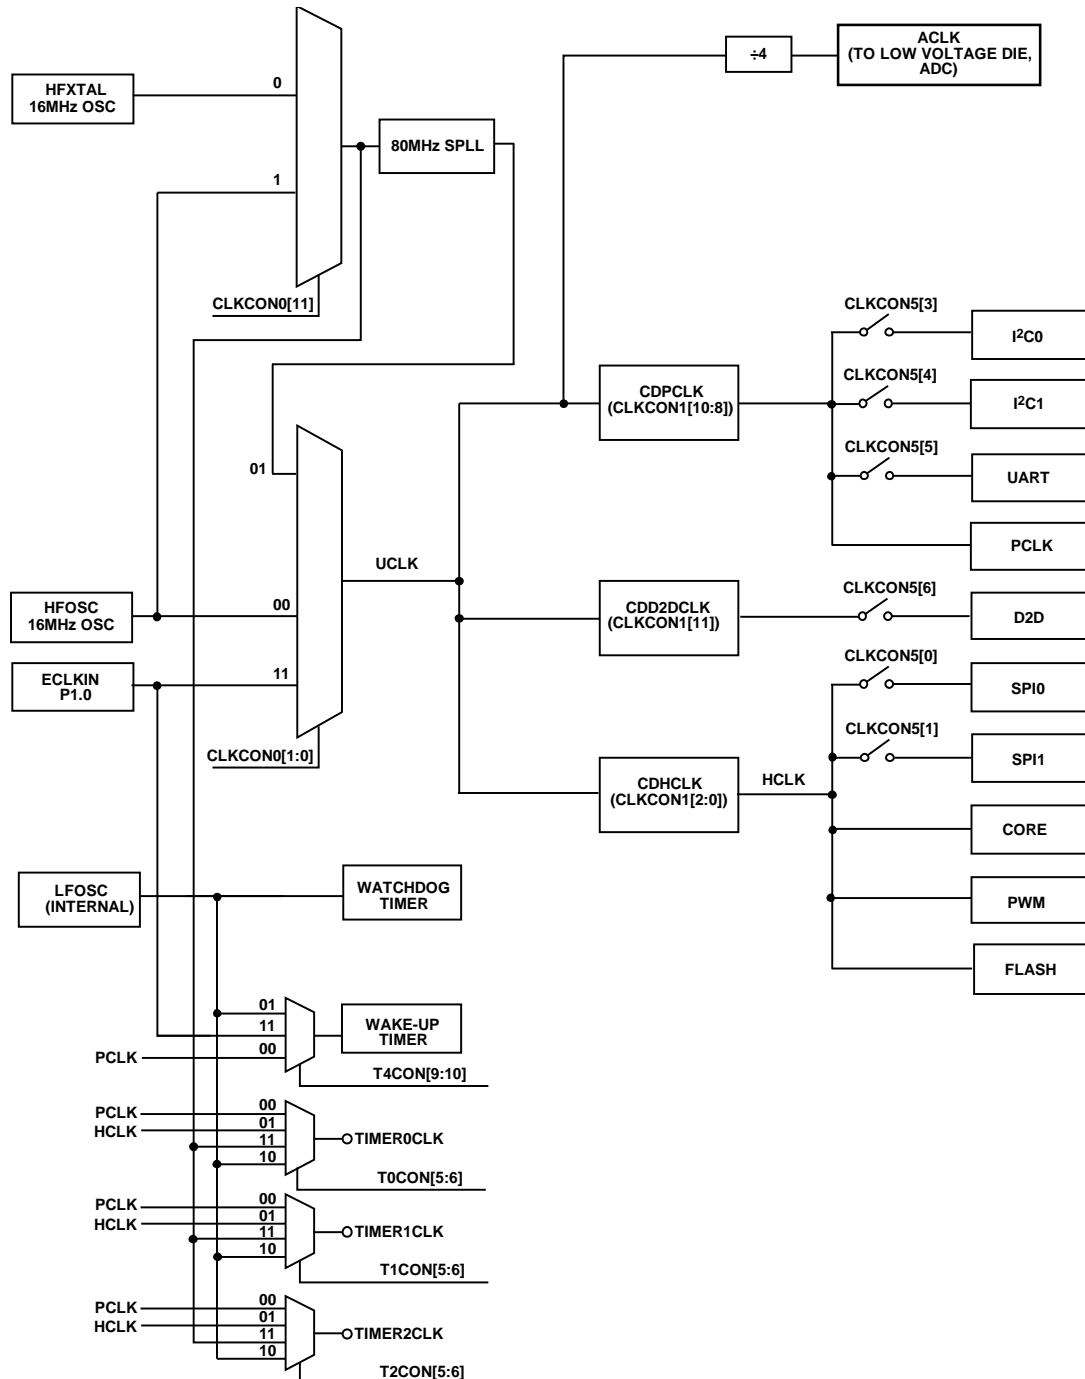 ACLK
(TO LOW VOLTAGE DIE,
ADC)
÷4
HFXTAL
16MHz OSC
0
80MHz SPLL
1
CLKCON0[11]
CLKCON5[3]
I²C0
CDPCLK
(CLKCON1[10:8])
CLKCON5[4]
I²C1
CLKCON5[5]
UART
01
PCLK
UCLK
HFOSC
16MHz OSC
00
CDD2DCLK
(CLKCON1[11])
CLKCON5[6]
D2D
ECLKIN
P1.0
11
CLKCON5[0]
SPI0
CLKCON0[1:0]
CLKCON5[1]
SPI1
CDHCLK
(CLKCON1[2:0])
HCLK
CORE
LFOSC
(INTERNAL)
WATCHDOG
TIMER
PWM
FLASH
01
11
00
PCLK
WAKE-UP
TIMER
T4CON[9:10]
PCLK
HCLK
00
01
11
10
TIMER0CLK
T0CON[5:6]
PCLK
HCLK
00
01
11
10
TIMER1CLK
T1CON[5:6]
PCLK
HCLK
00
01
11
10
TIMER2CLK
T2CON[5:6]